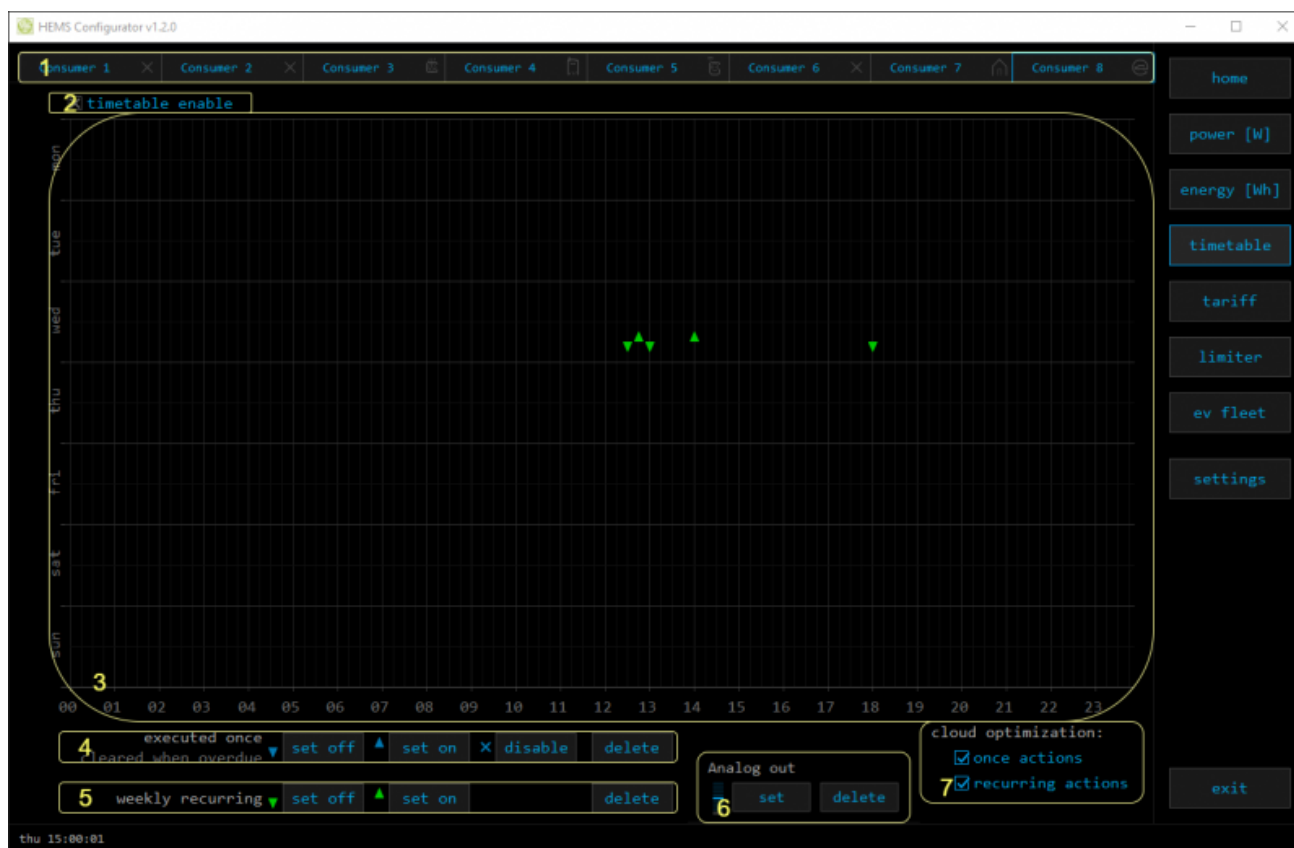 HEMS Configurator v1.2.0
1 Consumer 1 Consumer 2 Consumer 3 Consumer 4 Consumer 5 Consumer 6 Consumer 7 Consumer 8
home
2 timetable enable
power [W]
energy [Wh]
timetable
tariff
limiter
ev fleet
settings
mon
tue
wed
thu
fri
sat
sun
3
00 01 02 03 04 05 06 07 08 09 10 11 12 13 14 15 16 17 18 19 20 21 22 23
4 executed once
cleared when overdue
set off set on disable delete
5 weekly recurring set off set on delete
Analog out
6 set delete
cloud optimization:
once actions
7 recurring actions
exit
thu 15:00:01